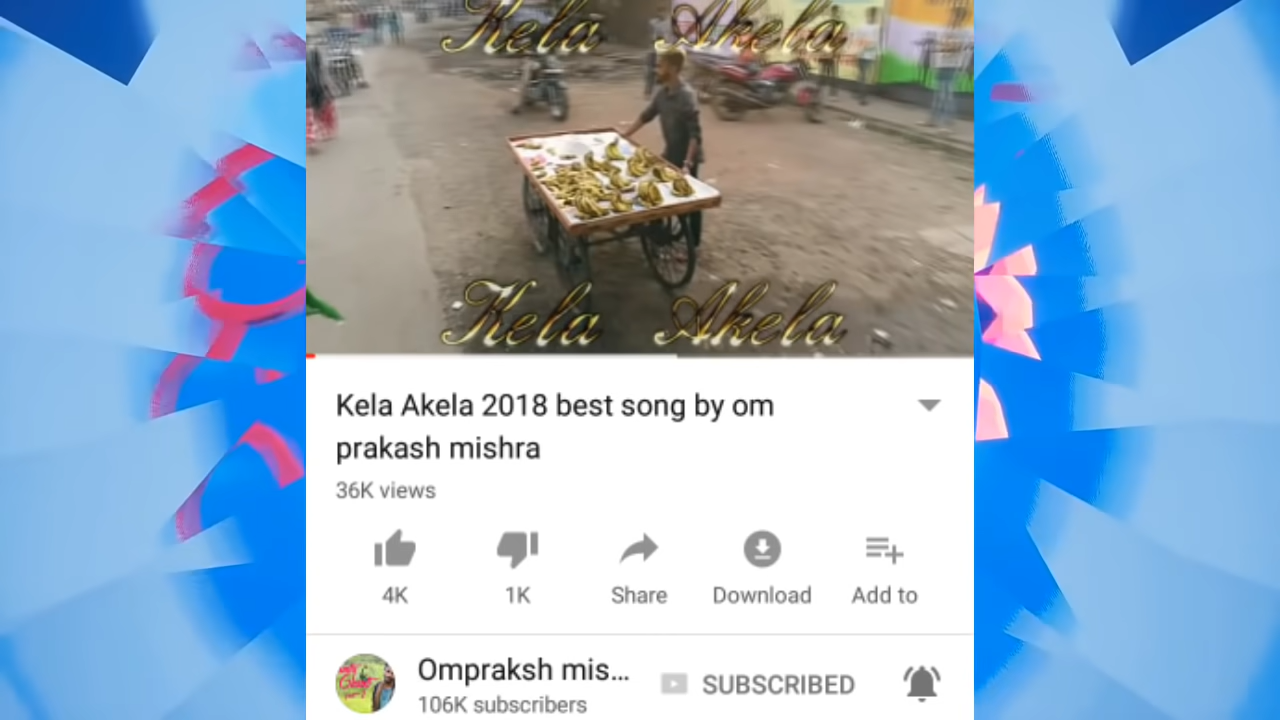 Kela Akela
Kela Akela
Kela Akela 2018 best song by om
prakash mishra
36K views
4K 1K Share Download Add to
Ompraksh mis... SUBSCRIBED
106K subscribers